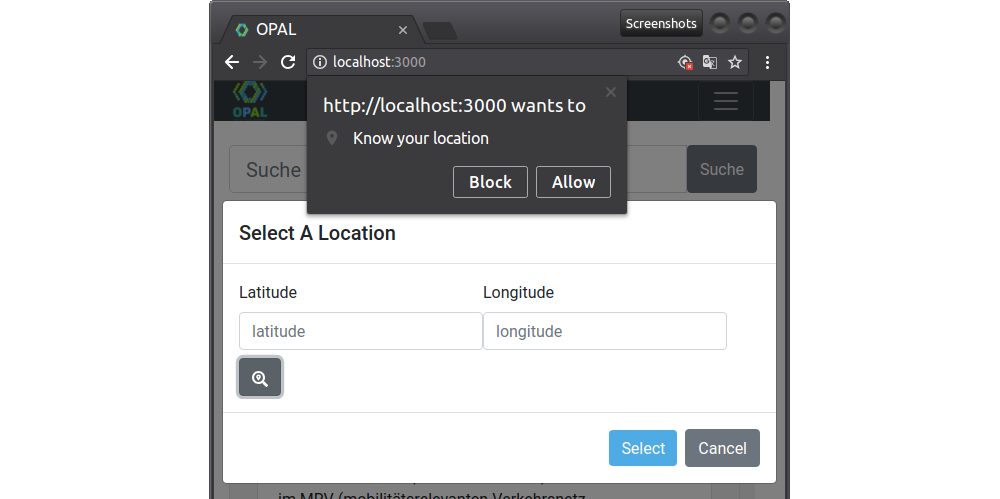 Screenshots
OPAL
localhost:3000
OPAL
http://localhost:3000 wants to
Know your location
Block Allow
Suche Suche
Select A Location
Latitude Longitude
latitude longitude
Select Cancel
im MRV (mobilitätsrelevanten Verkehrsnetz